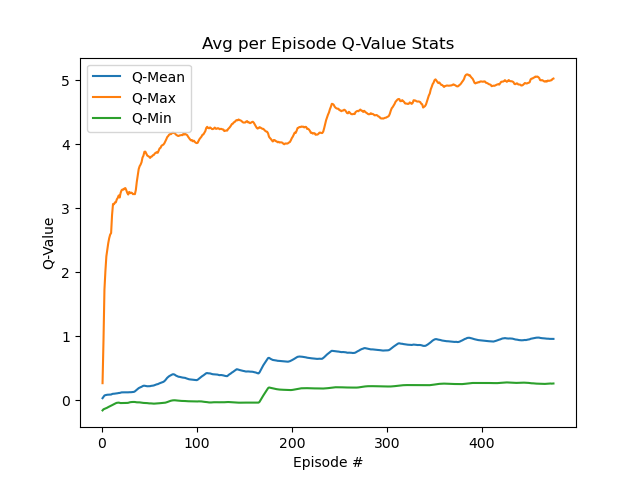 Avg per Episode Q-Value Stats
Q-Mean
Q-Max
Q-Min
Q-Value
5
4
3
2
1
0
0 100 200 300 400
Episode #